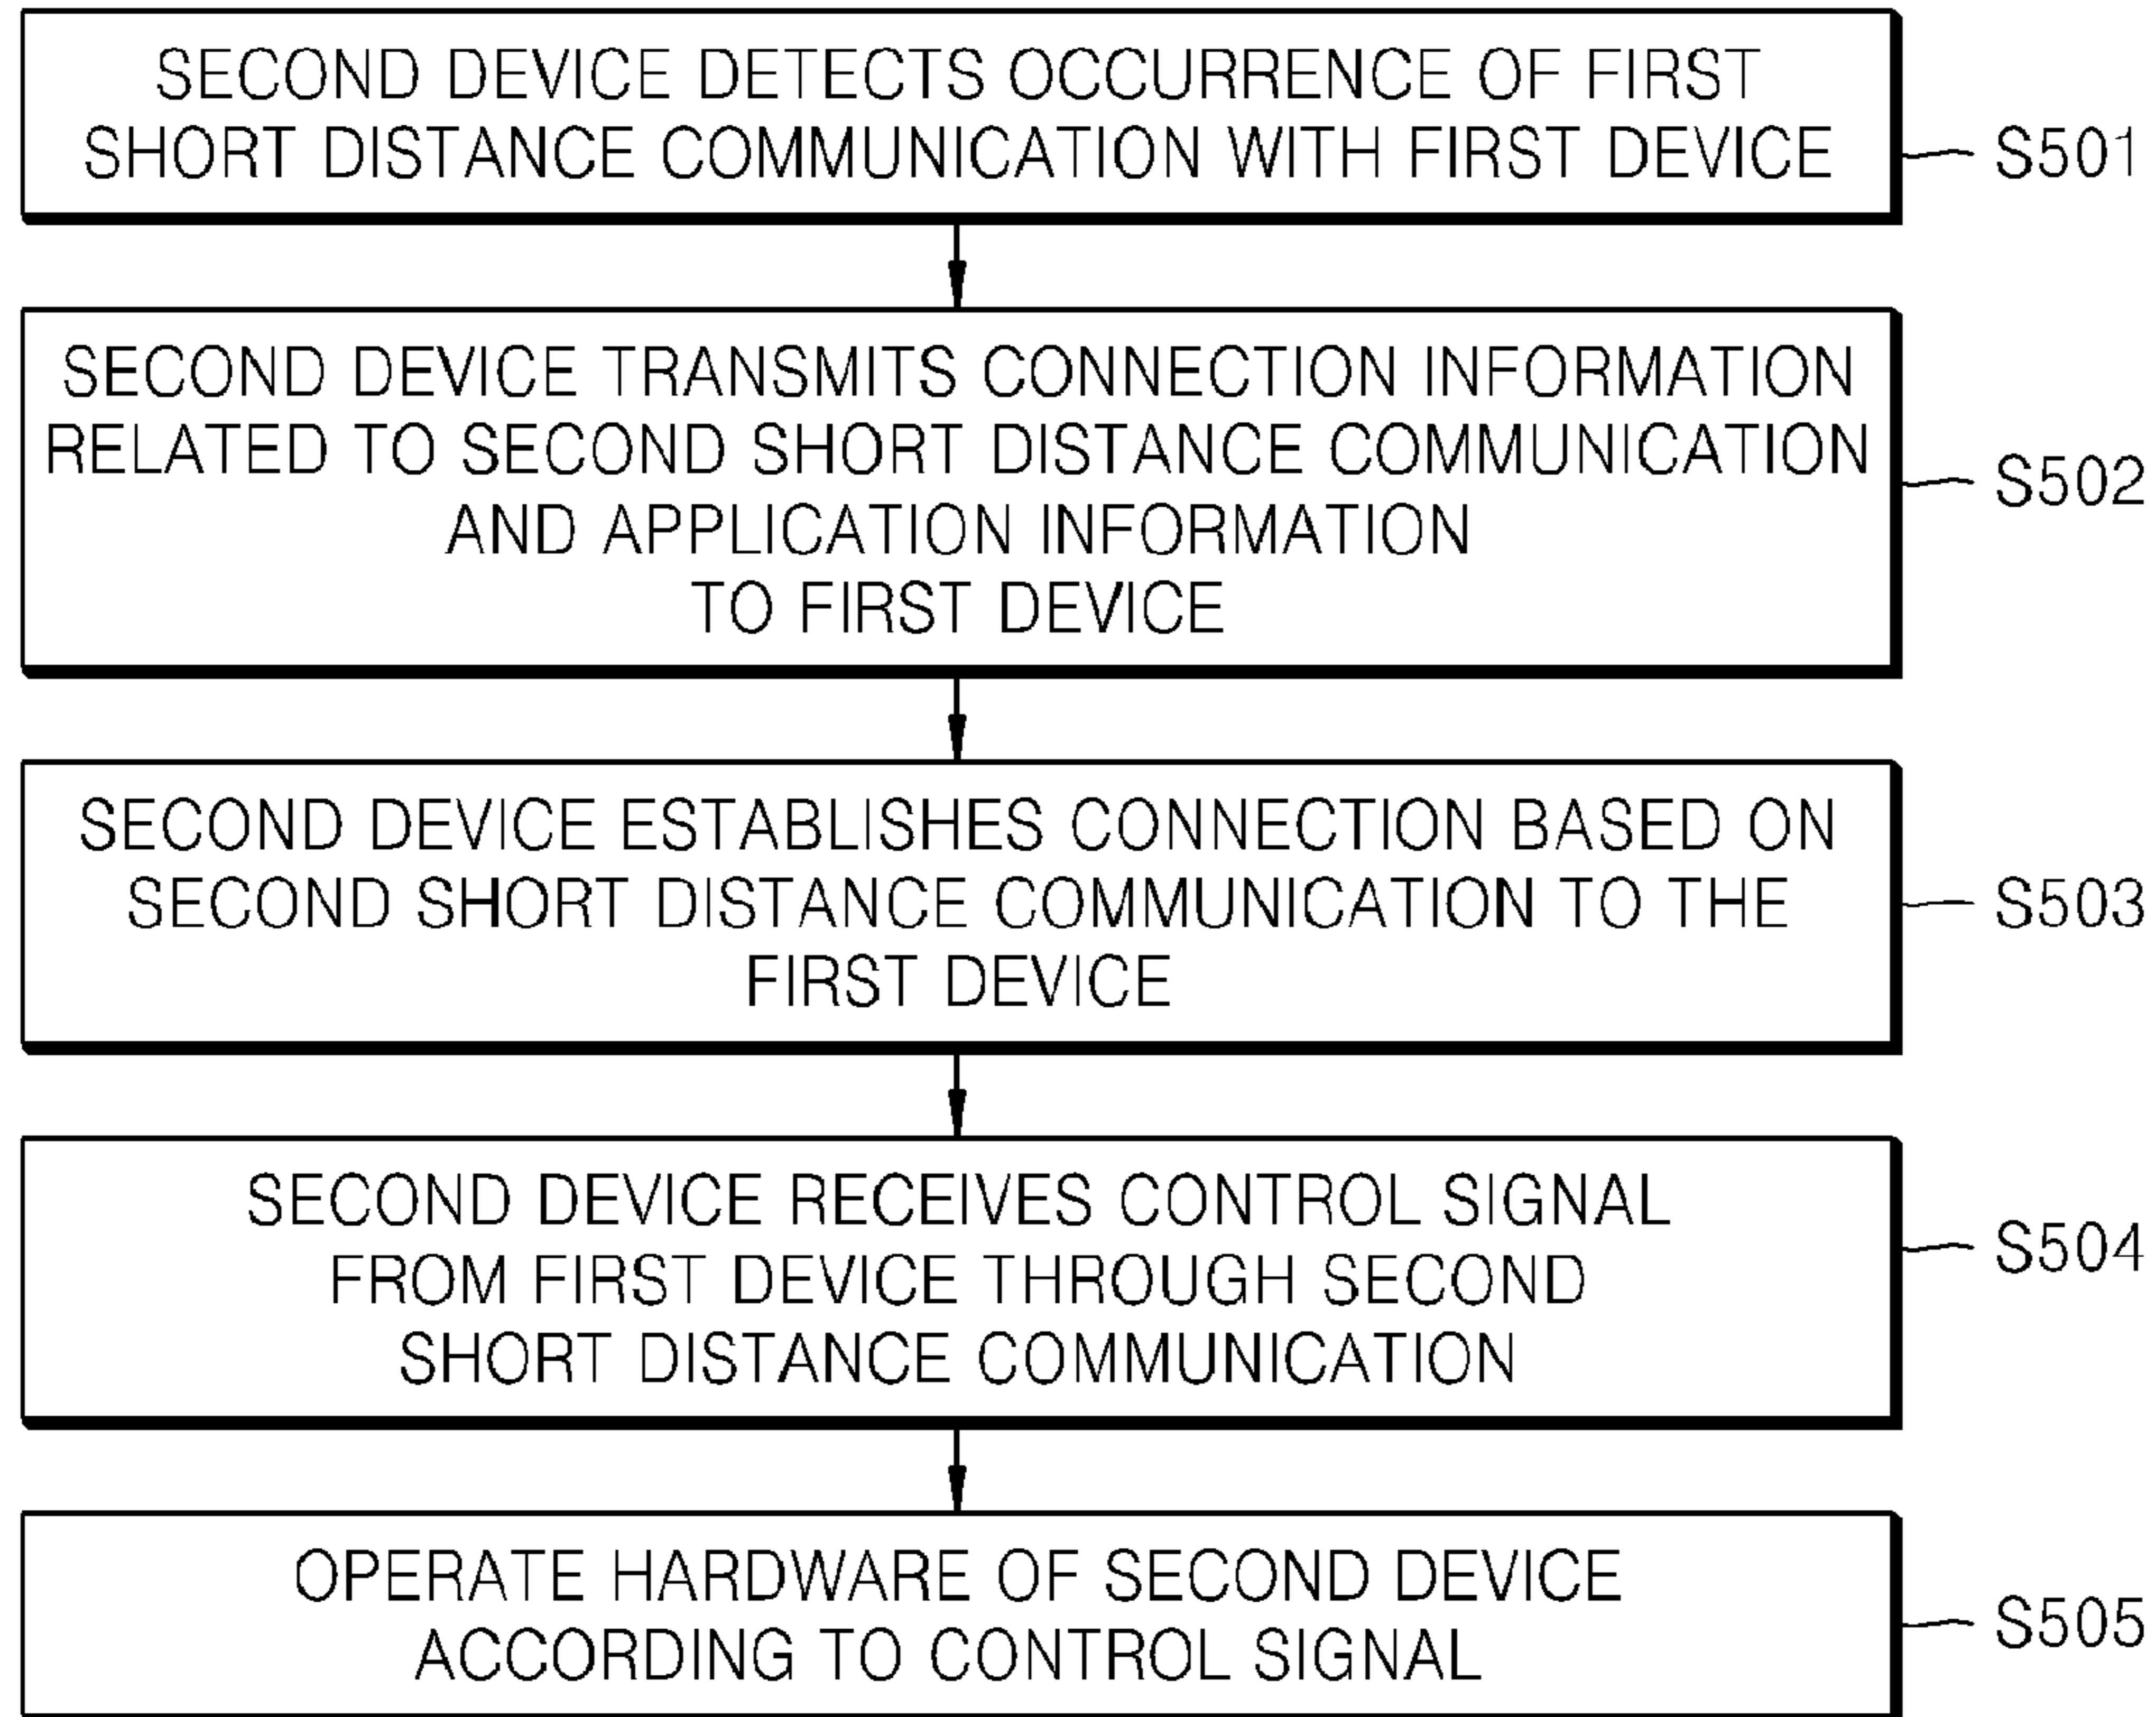 SECOND DEVICE DETECTS OCCURRENCE OF FIRST
SHORT DISTANCE COMMUNICATION WITH FIRST DEVICE
S501
SECOND DEVICE TRANSMITS CONNECTION INFORMATION
RELATED TO SECOND SHORT DISTANCE COMMUNICATION
AND APPLICATION INFORMATION
TO FIRST DEVICE
S502
SECOND DEVICE ESTABLISHES CONNECTION BASED ON
SECOND SHORT DISTANCE COMMUNICATION TO THE
FIRST DEVICE
S503
SECOND DEVICE RECEIVES CONTROL SIGNAL
FROM FIRST DEVICE THROUGH SECOND
SHORT DISTANCE COMMUNICATION
S504
OPERATE HARDWARE OF SECOND DEVICE
ACCORDING TO CONTROL SIGNAL
S505